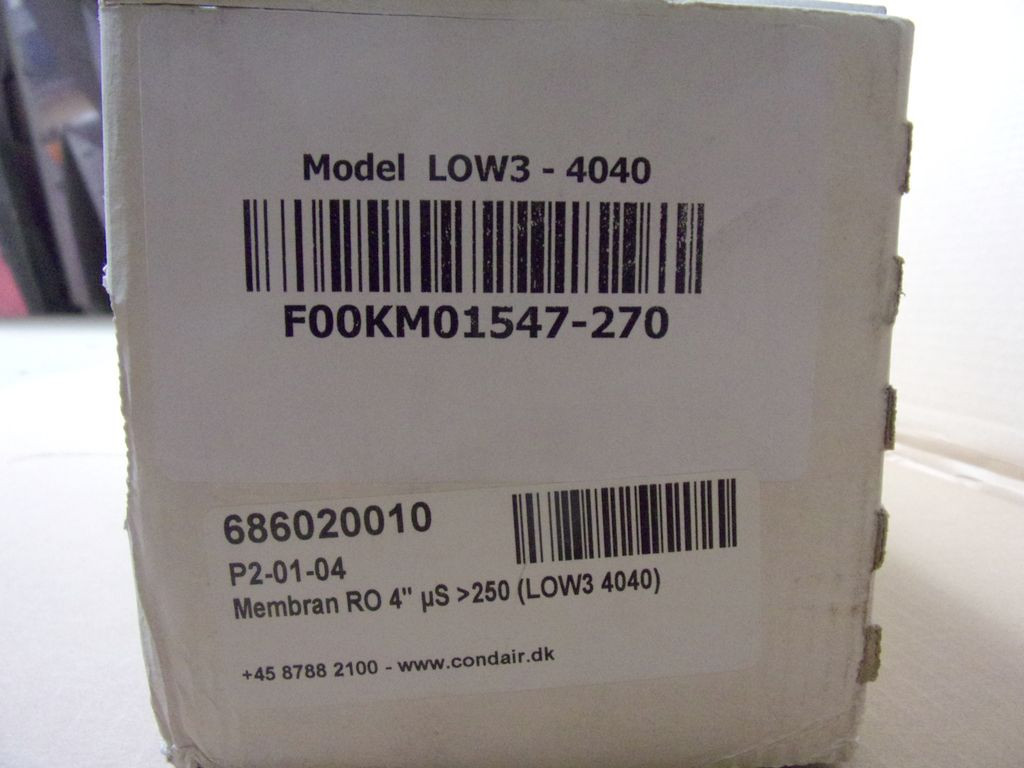 Model LOW3 - 4040
F00KM01547-270
686020010
P2-01-04
Membran RO 4" µS >250 (LOW3 4040)
+45 8788 2100 - www.condair.dk